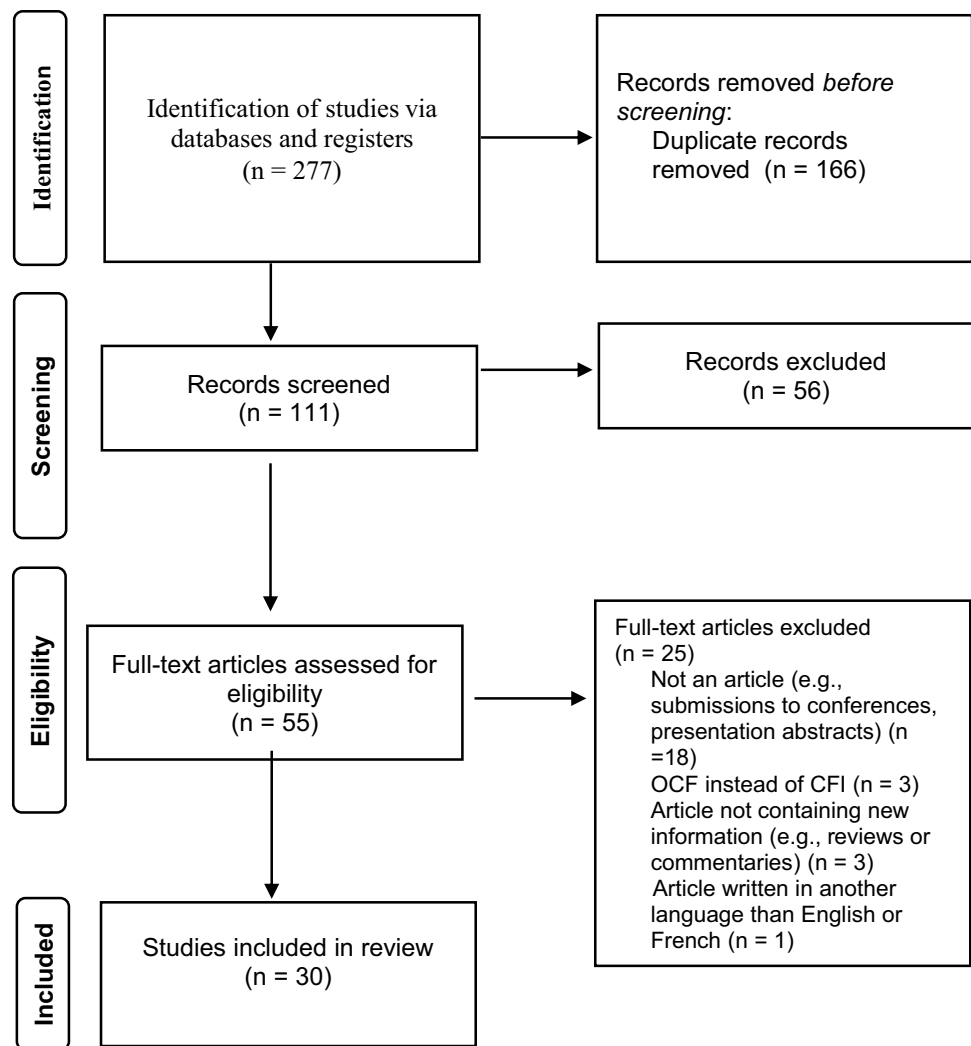 Identification
Identification of studies via
databases and registers
(n = 277)
Records removed before
screening:
Duplicate records
removed  (n = 166)
Screening
Records screened
(n = 111)
Records excluded
(n = 56)
Eligibility
Full-text articles assessed for
eligibility
(n = 55)
Full-text articles excluded
(n = 25)
Not an article (e.g.,
submissions to conferences,
presentation abstracts) (n
=18)
OCF instead of CFI (n = 3)
Article not containing new
information (e.g., reviews or
commentaries) (n = 3)
Article written in another
language than English or
French (n = 1)
Included
Studies included in review
(n = 30)